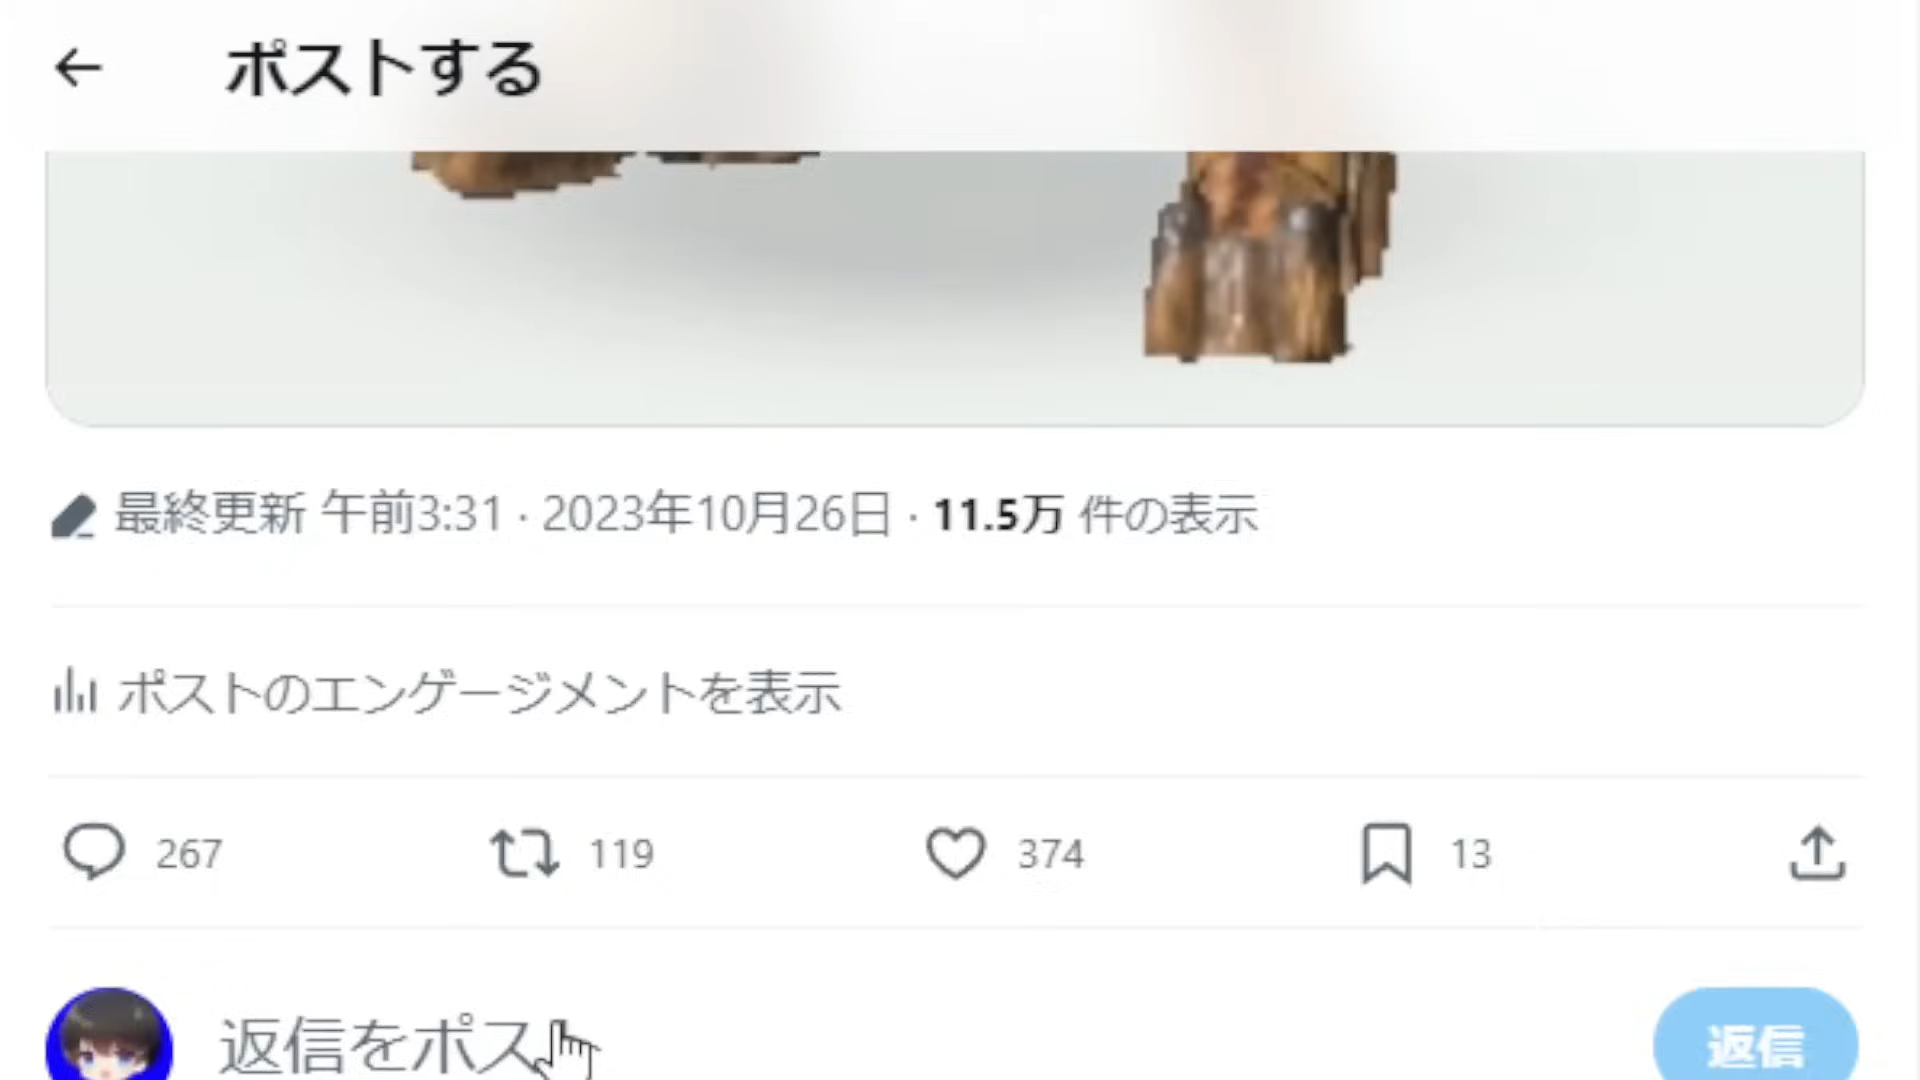 ポストする
最終更新 午前3:31 · 2023年10月26日 · 11.5万 件の表示
ポストのエンゲージメントを表示
267 119 374 13
返信をポス
返信